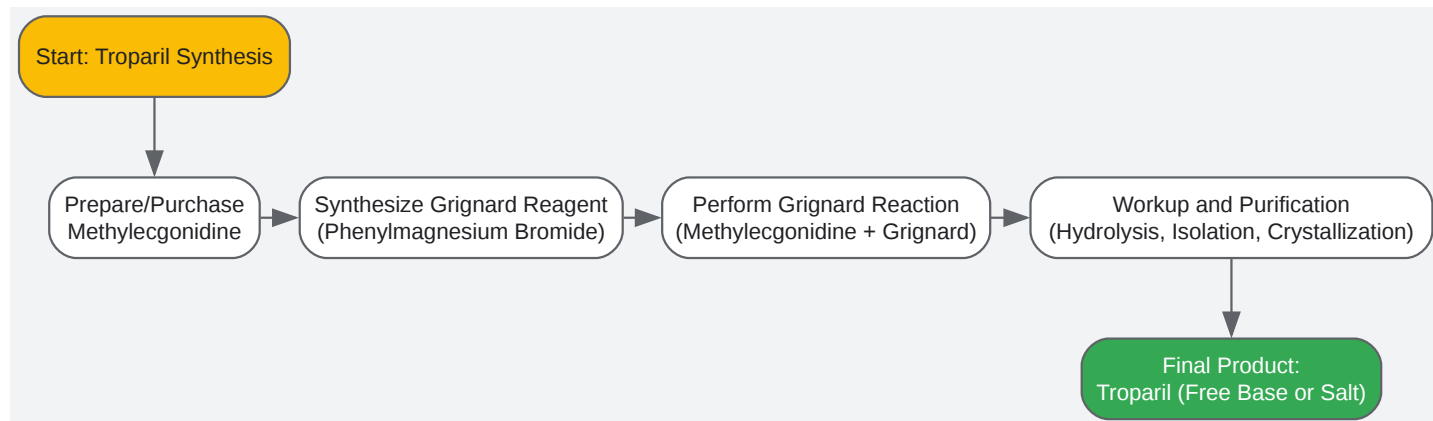 Start: Troparil Synthesis
Prepare/Purchase
Methylecgonidine
Synthesize Grignard Reagent
(Phenylmagnesium Bromide)
Perform Grignard Reaction
(Methylecgonidine + Grignard)
Workup and Purification
(Hydrolysis, Isolation, Crystallization)
Final Product:
Troparil (Free Base or Salt)